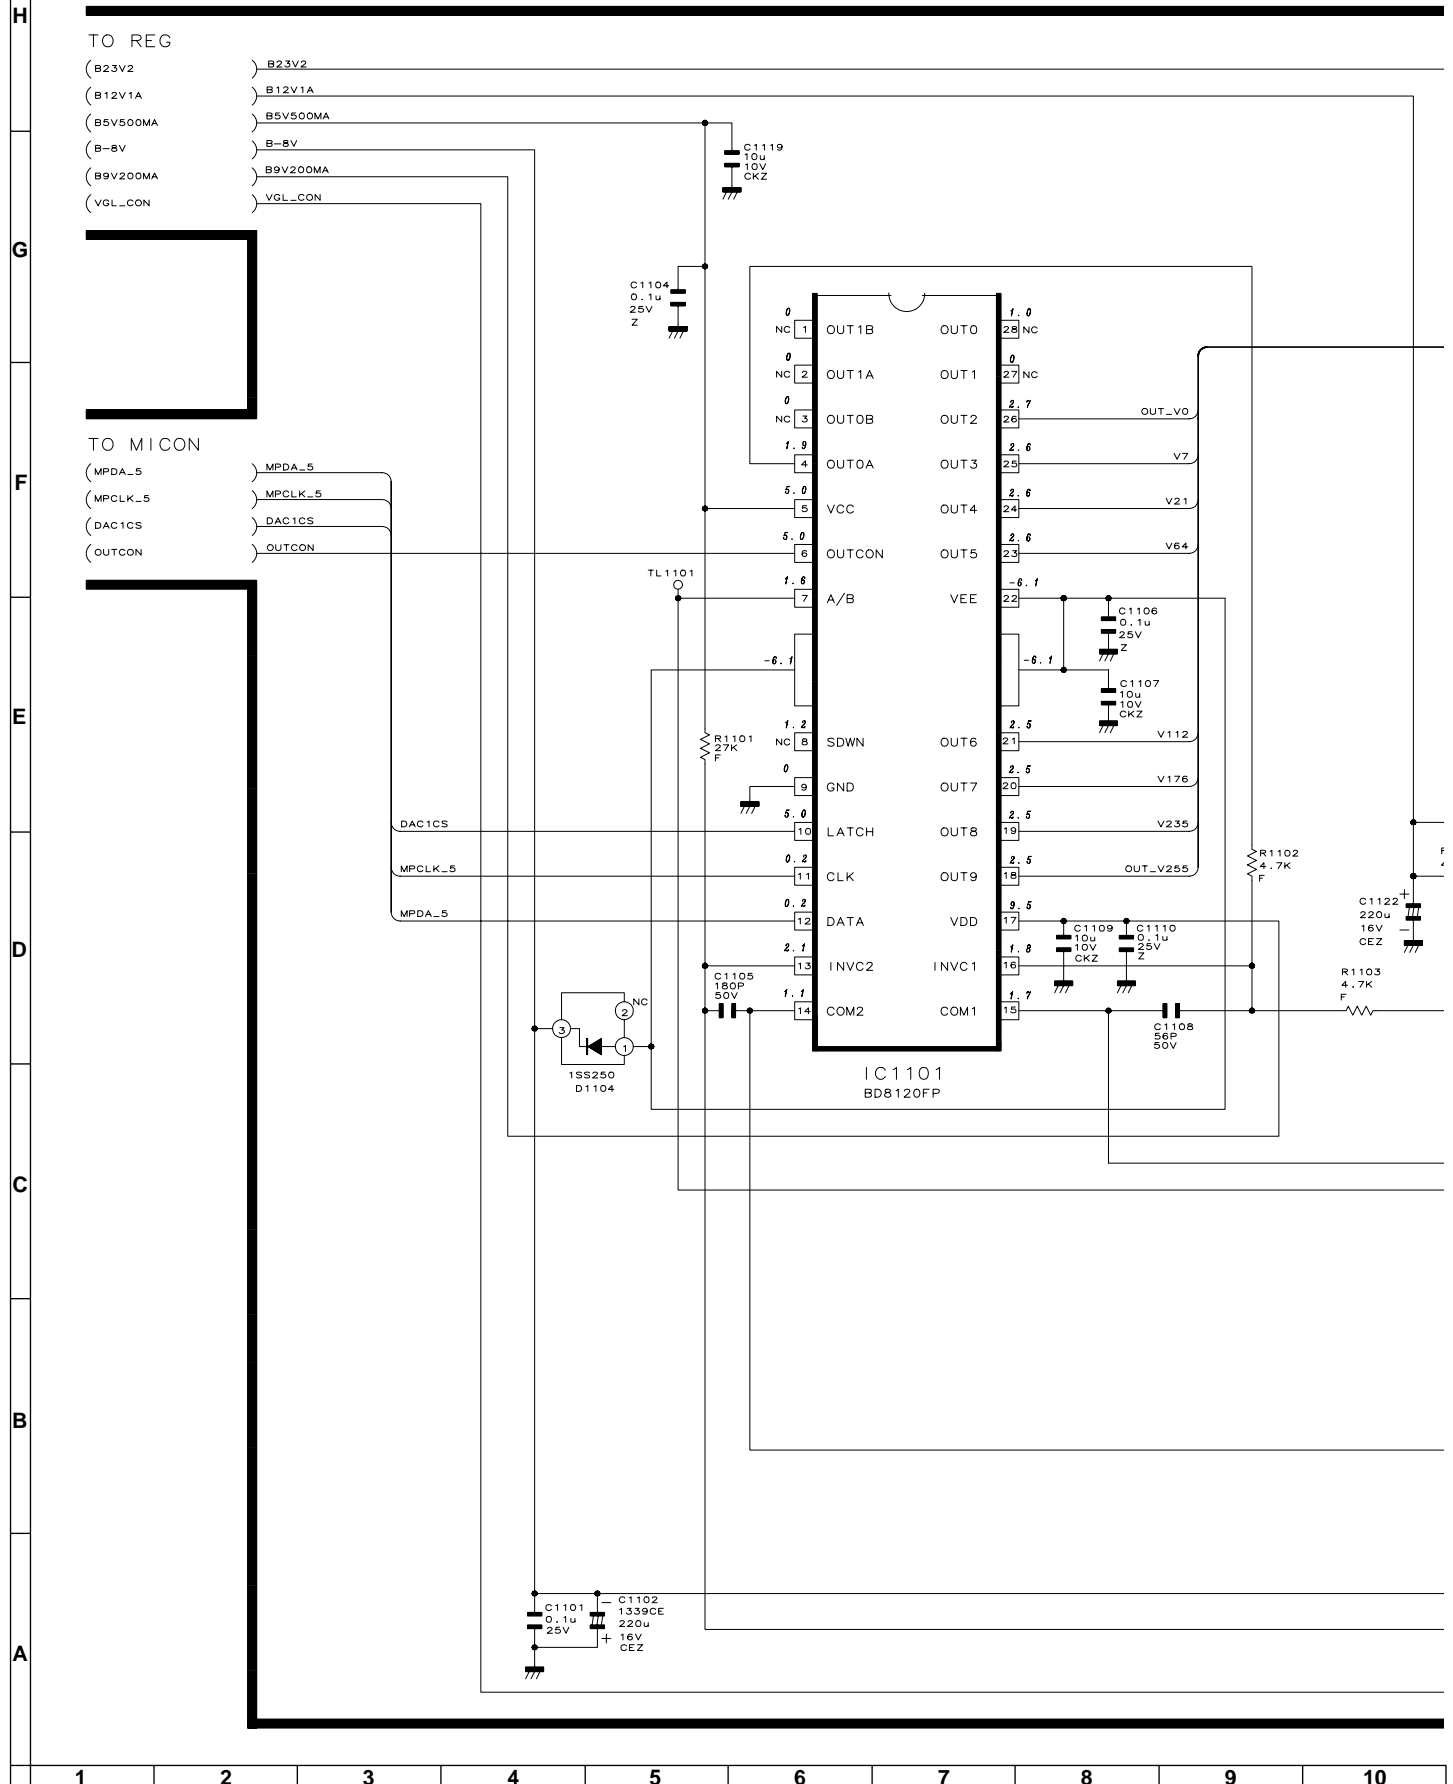 H
TO REG
B23V2 B23V2
B12V1A B12V1A
B5V500MA B5V500MA
B-8V B-8V
B9V200MA B9V200MA
VGL_CON VGL_CON
C1119
10u
10V
CKZ
G
C1104
0.1u
25V
Z
0 1.0
NC 1 OUT1B OUT0 28 NC
0 0
NC 2 OUT1A OUT1 27 NC
0 2.7
NC 3 OUT0B OUT2 26 OUT_V0
1.9 2.6
4 OUT0A OUT3 25 V7
5.0 2.6
5 VCC OUT4 24 V21
5.0 2.6
6 OUTCON OUT5 23 V64
1.6 -6.1
7 A/B VEE 22
TO MICON
MPDA_5 MPDA_5
MPCLK_5 MPCLK_5
DAC1CS DAC1CS
OUTCON OUTCON
F
TL1101
C1106
0.1u
25V
Z
-6.1 -6.1
C1107
10u
10V
CKZ
E
R1101
27K
F
1.2 2.5
NC 8 SDWN OUT6 21 V112
0 2.5
9 GND OUT7 20 V176
5.0 2.5
DAC1CS 10 LATCH OUT8 19 V235
0.2 2.5
MPCLK_5 11 CLK OUT9 18 OUT_V255
0.2 9.5
MPDA_5 12 DATA VDD 17
2.1 1.8
13 INVC2 INVC1 16
1.1 1.7
14 COM2 COM1 15
R1102
4.7K
F
C1122
220u
16V
CEZ
+
-
D
C1109
10u
10V
CKZ
C1110
0.1u
25V
Z
R1103
4.7K
F
C1105
180P
50V
NC
2
3
1
1SS250
D1104
C1108
56P
50V
IC1101
BD8120FP
C
B
C1101
0.1u
25V
- C1102
1339CE
220u
+ 16V
CEZ
A
1 2 3 4 5 6 7 8 9 10